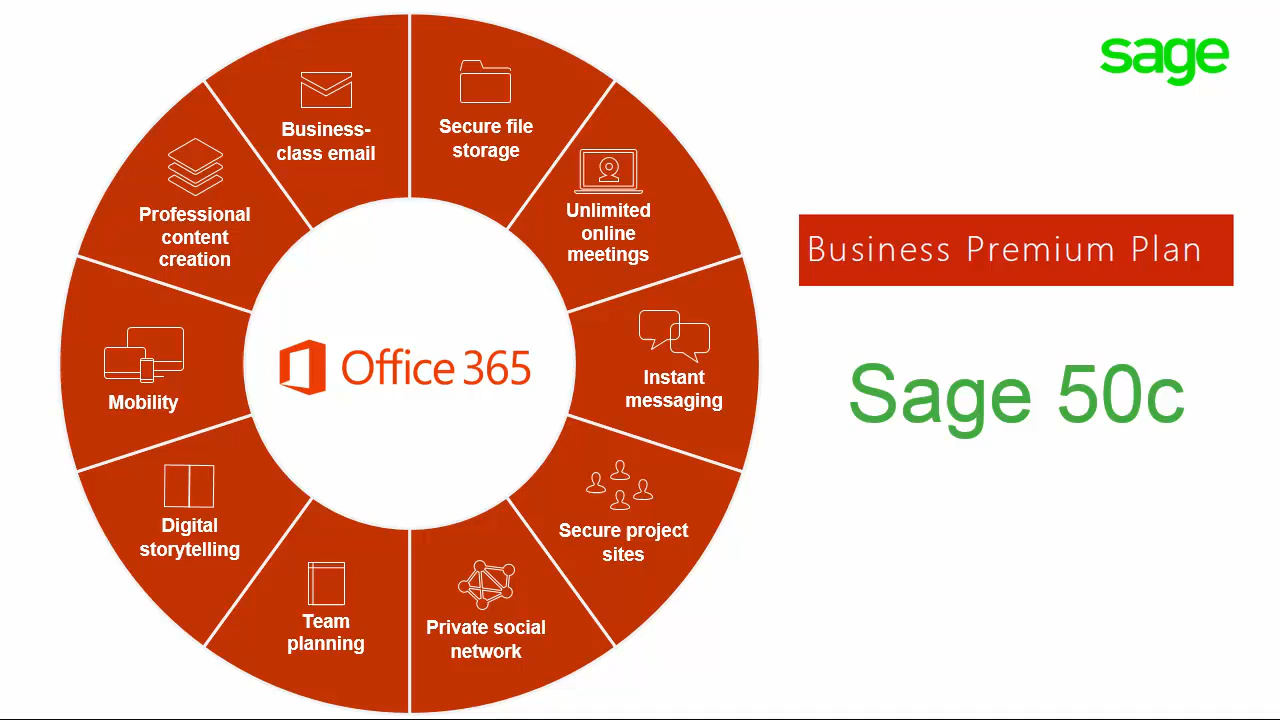 sage
Business-
class email
Secure file
storage
Unlimited
online
meetings
Professional
content
creation
Business Premium Plan
Instant
messaging
Office 365
Mobility
Sage 50c
Secure project
sites
Digital
storytelling
Team
planning
Private social
network